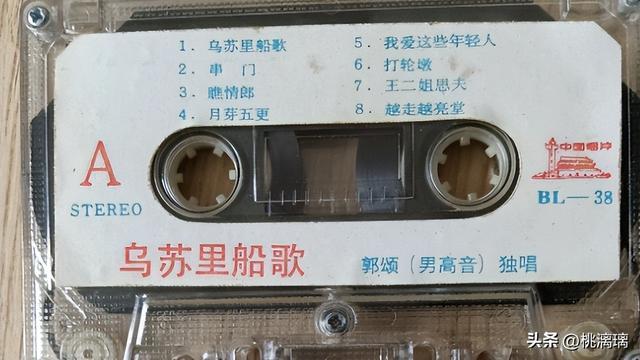 1．乌苏里船歌
2．串　门
3．瞧情郎
4．月芽五更
5．我爱这些年轻人
6．打轮墩
7．王二姐思夫
8．越走越亮堂
A
STEREO
中国唱片
BL—38
乌苏里船歌
郭颂（男高音）独唱
头条 @桃漓璃